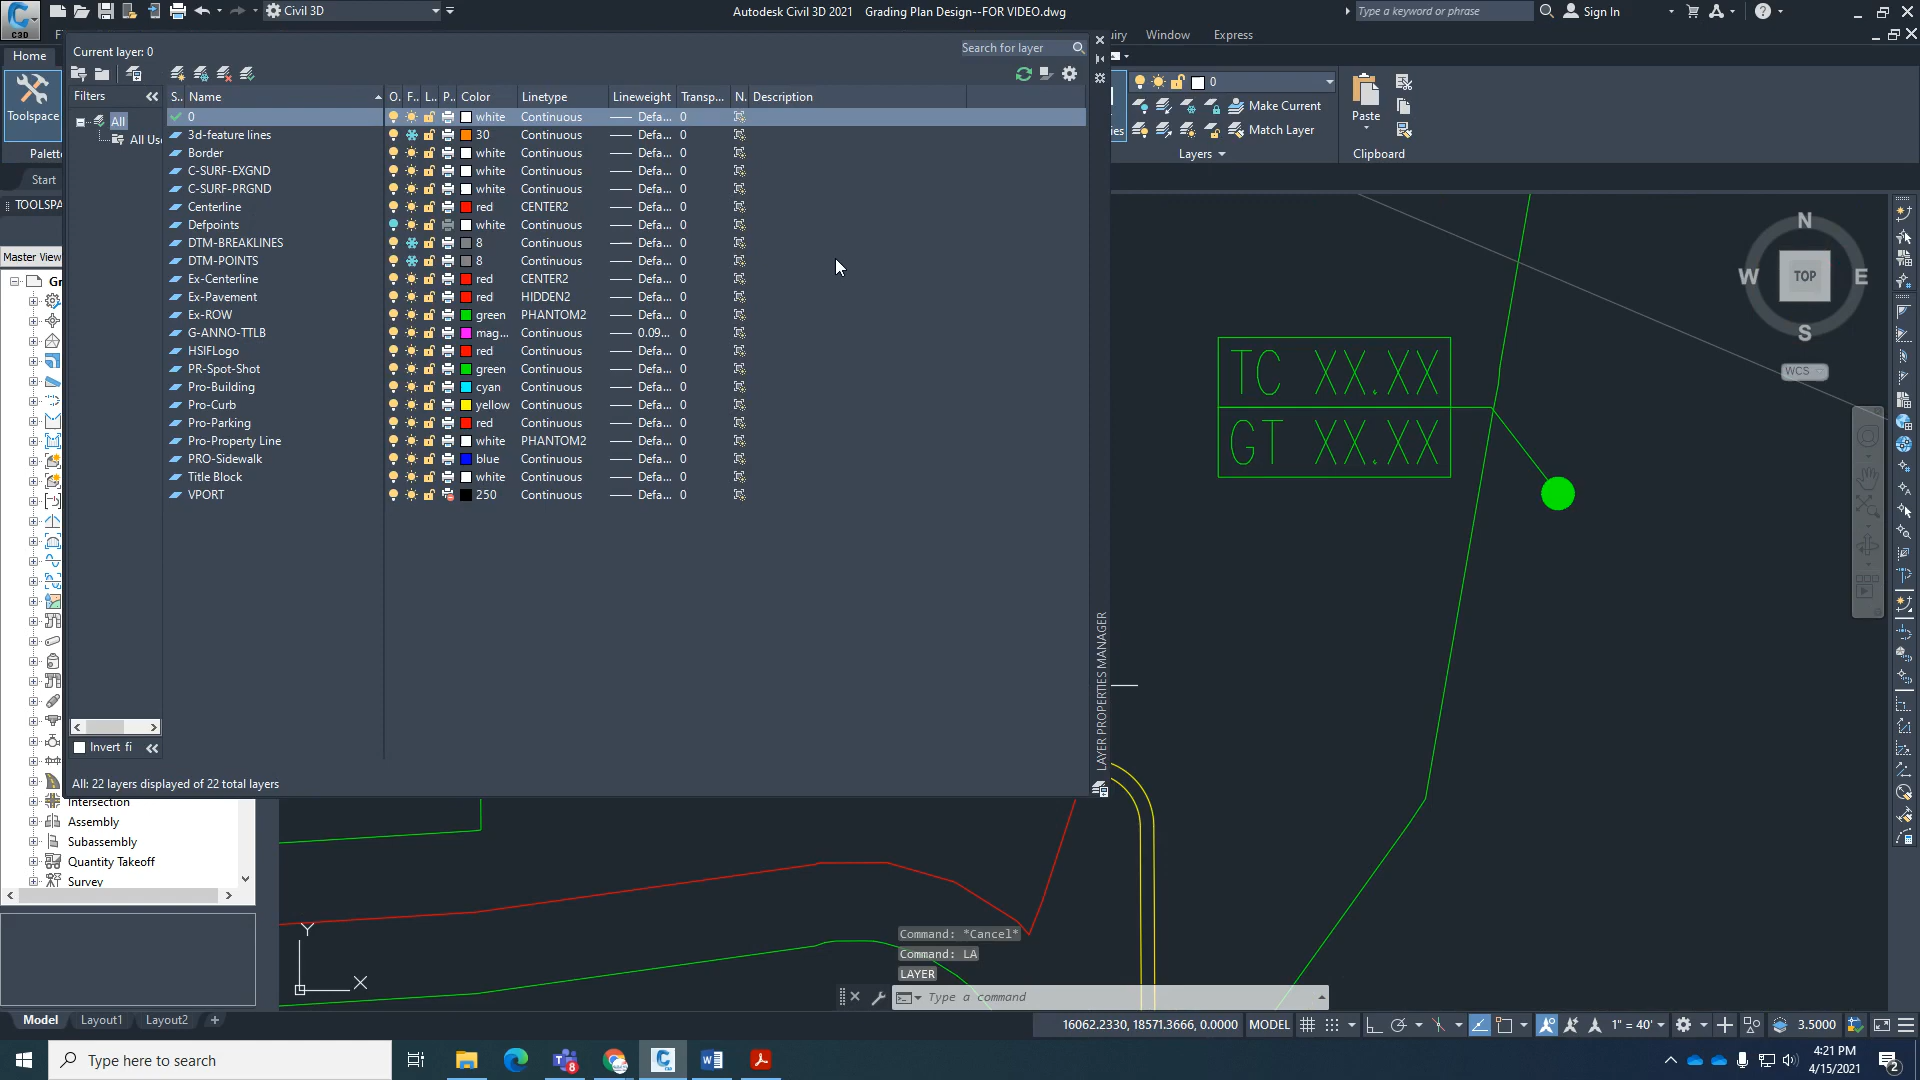 Civil 3D
Autodesk Civil 3D 2021 Grading Plan Design--FOR VIDEO.dwg
Type a keyword or phrase
Sign In
C3D
Home
Window
Express
Current layer: 0
Search for layer
Toolspace
0
Make Current
Match Layer
Paste
Layers
Clipboard
Filters
S.. Name O. F.. L.. P.. Color Linetype Lineweight Transp... N. Description
All
All Us
0 white Continuous Defa... 0
3d-feature lines 30 Continuous Defa... 0
Border white Continuous Defa... 0
C-SURF-EXGND white Continuous Defa... 0
C-SURF-PRGND white Continuous Defa... 0
Centerline red CENTER2 Defa... 0
Defpoints white Continuous Defa... 0
DTM-BREAKLINES 8 Continuous Defa... 0
DTM-POINTS 8 Continuous Defa... 0
Ex-Centerline red CENTER2 Defa... 0
Ex-Pavement red HIDDEN2 Defa... 0
Ex-ROW green PHANTOM2 Defa... 0
G-ANNO-TTLB mag... Continuous 0.09... 0
HSIFLogo red Continuous Defa... 0
PR-Spot-Shot green Continuous Defa... 0
Pro-Building cyan Continuous Defa... 0
Pro-Curb yellow Continuous Defa... 0
Pro-Parking red Continuous Defa... 0
Pro-Property Line white PHANTOM2 Defa... 0
PRO-Sidewalk blue Continuous Defa... 0
Title Block white Continuous Defa... 0
VPORT 250 Continuous Defa... 0
Start
TOOLSPA
Master View
Invert fi
All: 22 layers displayed of 22 total layers
LAYER PROPERTIES MANAGER
N
W TOP E
S
WCS
TC XX.XX
GT XX.XX
Intersection
Assembly
Subassembly
Quantity Takeoff
Survey
Y
X
Command: *Cancel*
Command: LA
LAYER
Type a command
Model Layout1 Layout2 +
16062.2330, 18571.3666, 0.0000 MODEL 1" = 40' 3.5000
Type here to search
8
4:21 PM
4/15/2021
2